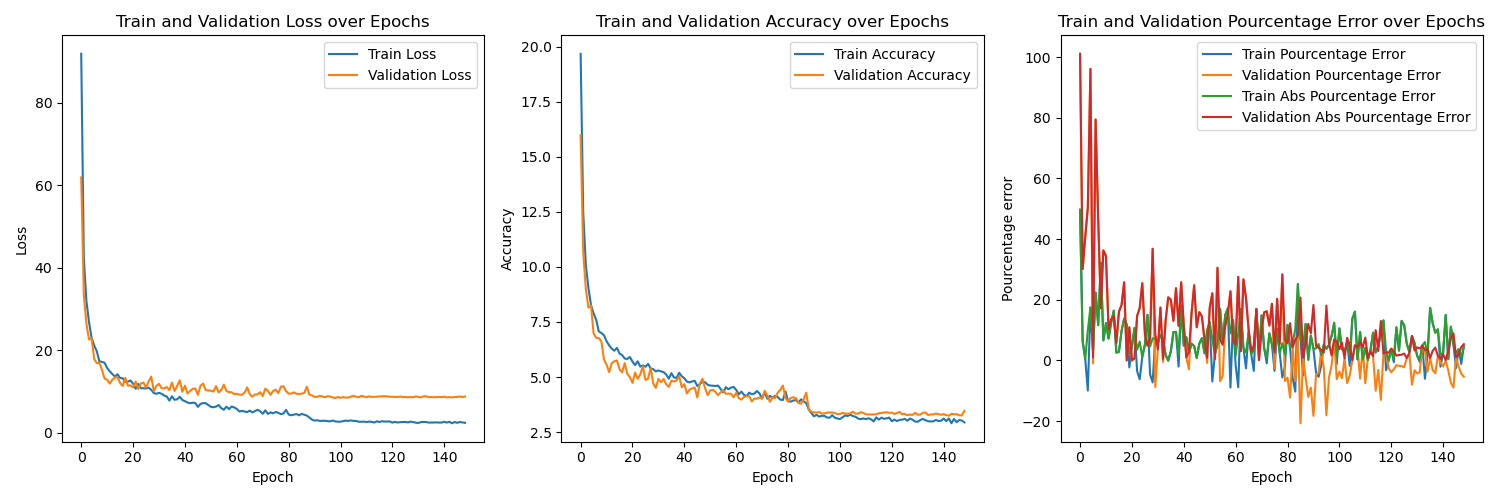 Train and Validation Loss over Epochs
Train Loss
Validation Loss
80
60
40
20
0
Loss
0 20 40 60 80 100 120 140
Epoch
Train and Validation Accuracy over Epochs
Train Accuracy
Validation Accuracy
20.0
17.5
15.0
12.5
10.0
7.5
5.0
2.5
Accuracy
0 20 40 60 80 100 120 140
Epoch
Train and Validation Pourcentage Error over Epochs
Train Pourcentage Error
Validation Pourcentage Error
Train Abs Pourcentage Error
Validation Abs Pourcentage Error
100
80
60
40
20
0
−20
Pourcentage error
0 20 40 60 80 100 120 140
Epoch